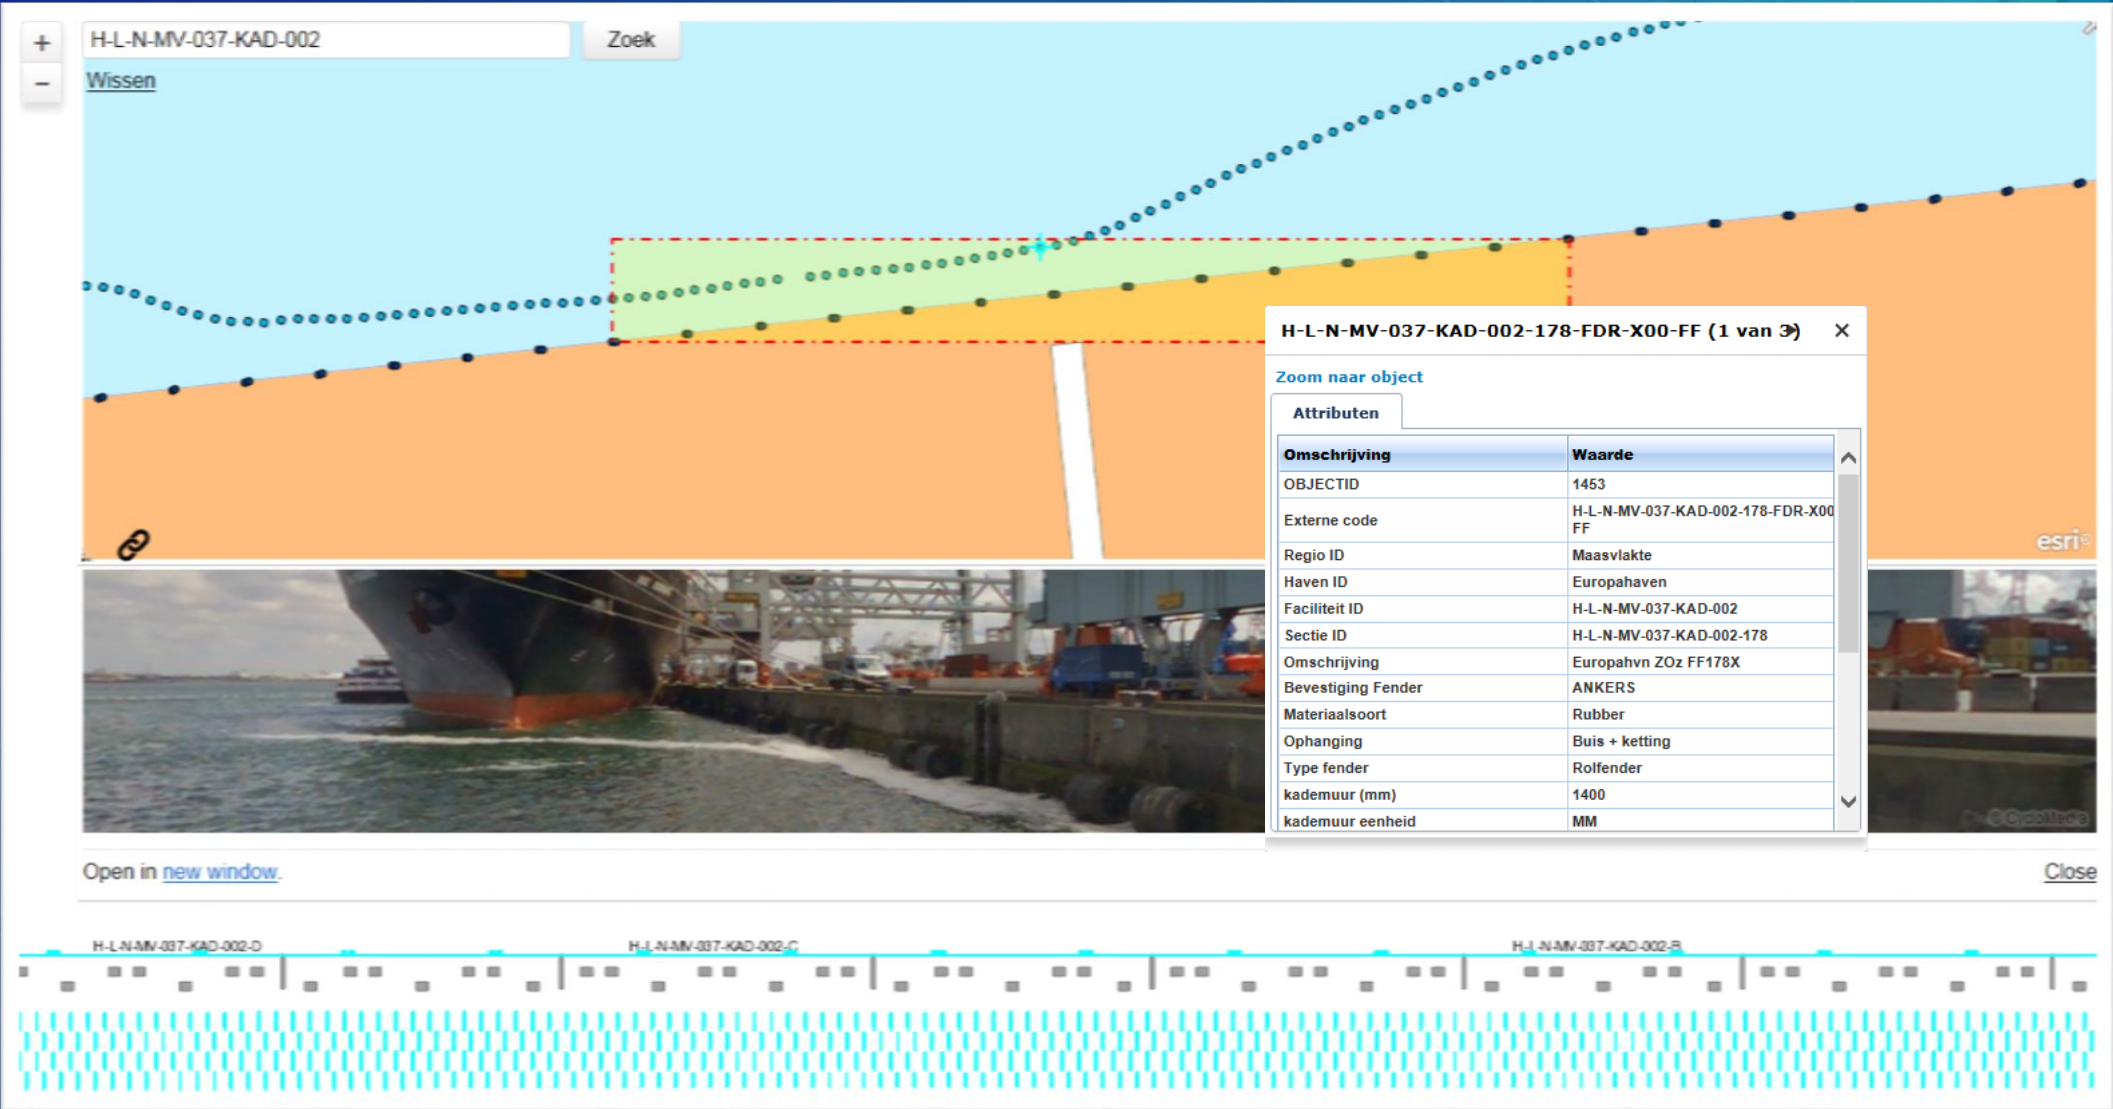 +
H-L-N-MV-037-KAD-002
Zoek
−
Wissen
esri
H-L-N-MV-037-KAD-002-178-FDR-X00-FF (1 van 3)
Zoom naar object
Attributen
Omschrijving Waarde
OBJECTID 1453
Externe code H-L-N-MV-037-KAD-002-178-FDR-X00
FF
Regio ID Maasvlakte
Haven ID Europahaven
Faciliteit ID H-L-N-MV-037-KAD-002
Sectie ID H-L-N-MV-037-KAD-002-178
Omschrijving Europahvn ZOz FF178X
Bevestiging Fender ANKERS
Materiaalsoort Rubber
Ophanging Buis + ketting
Type fender Rolfender
kademuur (mm) 1400
kademuur eenheid MM
© CycloMedia
Open in new window.
Close
H-L-N-MV-037-KAD-002-D
H-L-N-MV-037-KAD-002-C
H-L-N-MV-037-KAD-002-B